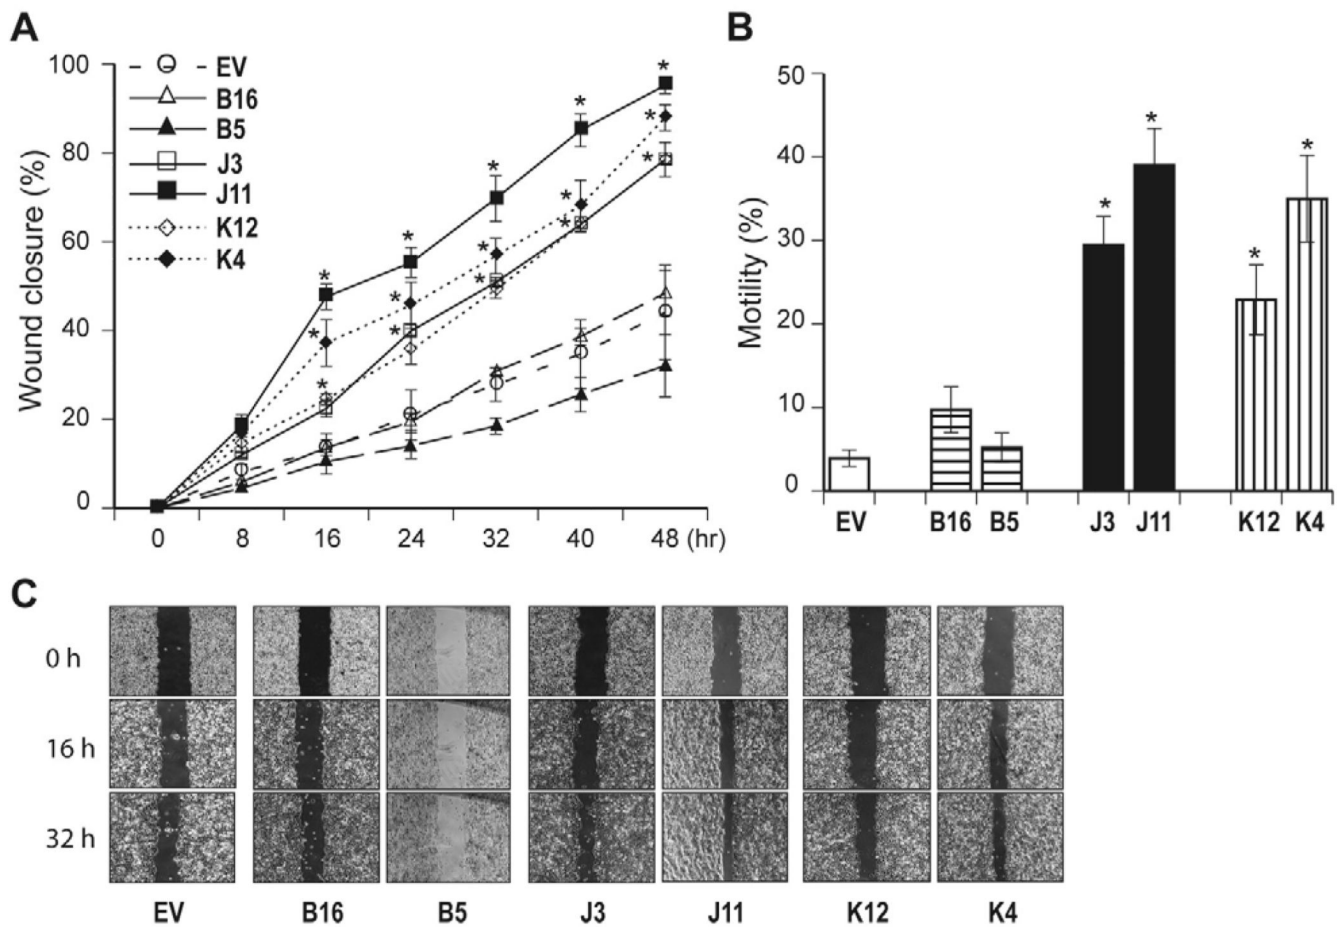 A
100
80
60
40
20
0
Wound closure (%)
EV
B16
B5
J3
J11
K12
K4
* * * * *
* * * * *
* * * * *
0 8 16 24 32 40 48 (hr)
B
50
40
30
20
10
0
Motility (%)
* * * *
EV B16 B5 J3 J11 K12 K4
C
0 h
16 h
32 h
EV B16 B5 J3 J11 K12 K4